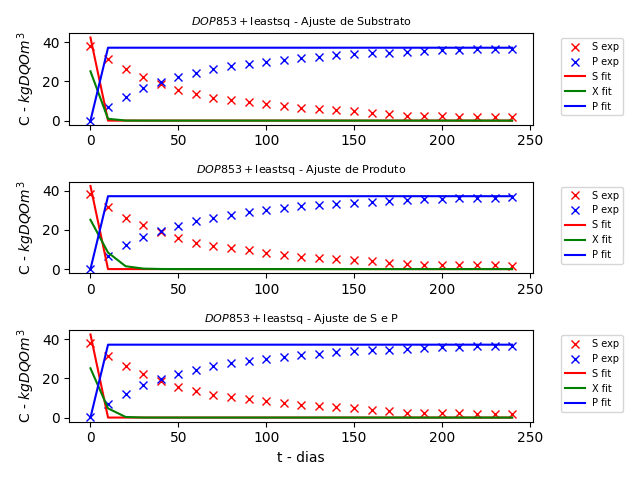 DOP853 + leastsq - Ajuste de Substrato
C - kgDQOm³
40
20
0
0
50
100
150
200
250
S exp
P exp
S fit
X fit
P fit
DOP853 + leastsq - Ajuste de Produto
C - kgDQOm³
40
20
0
0
50
100
150
200
250
S exp
P exp
S fit
X fit
P fit
DOP853 + leastsq - Ajuste de S e P
C - kgDQOm³
40
20
0
0
50
100
150
200
250
t - dias
S exp
P exp
S fit
X fit
P fit